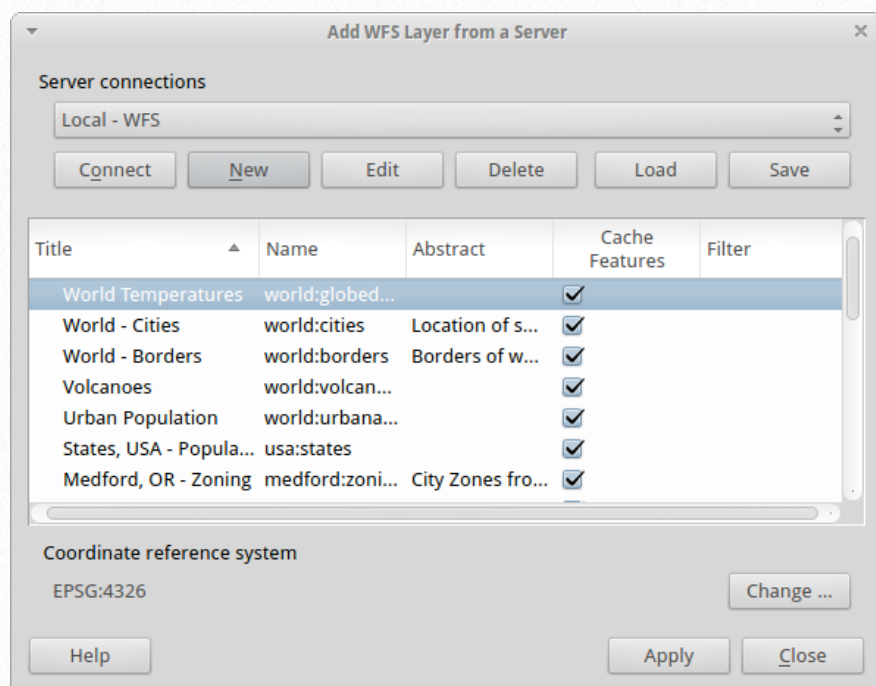 Add WFS Layer from a Server
Server connections
Local - WFS
Connect New Edit Delete Load Save
Title Name Abstract Cache Features Filter
World Temperatures world:globed...
World - Cities world:cities Location of s...
World - Borders world:borders Borders of w...
Volcanoes world:volcan...
Urban Population world:urbana...
States, USA - Popula... usa:states
Medford, OR - Zoning medford:zoni... City Zones fro...
Coordinate reference system
EPSG:4326 Change ...
Help Apply Close